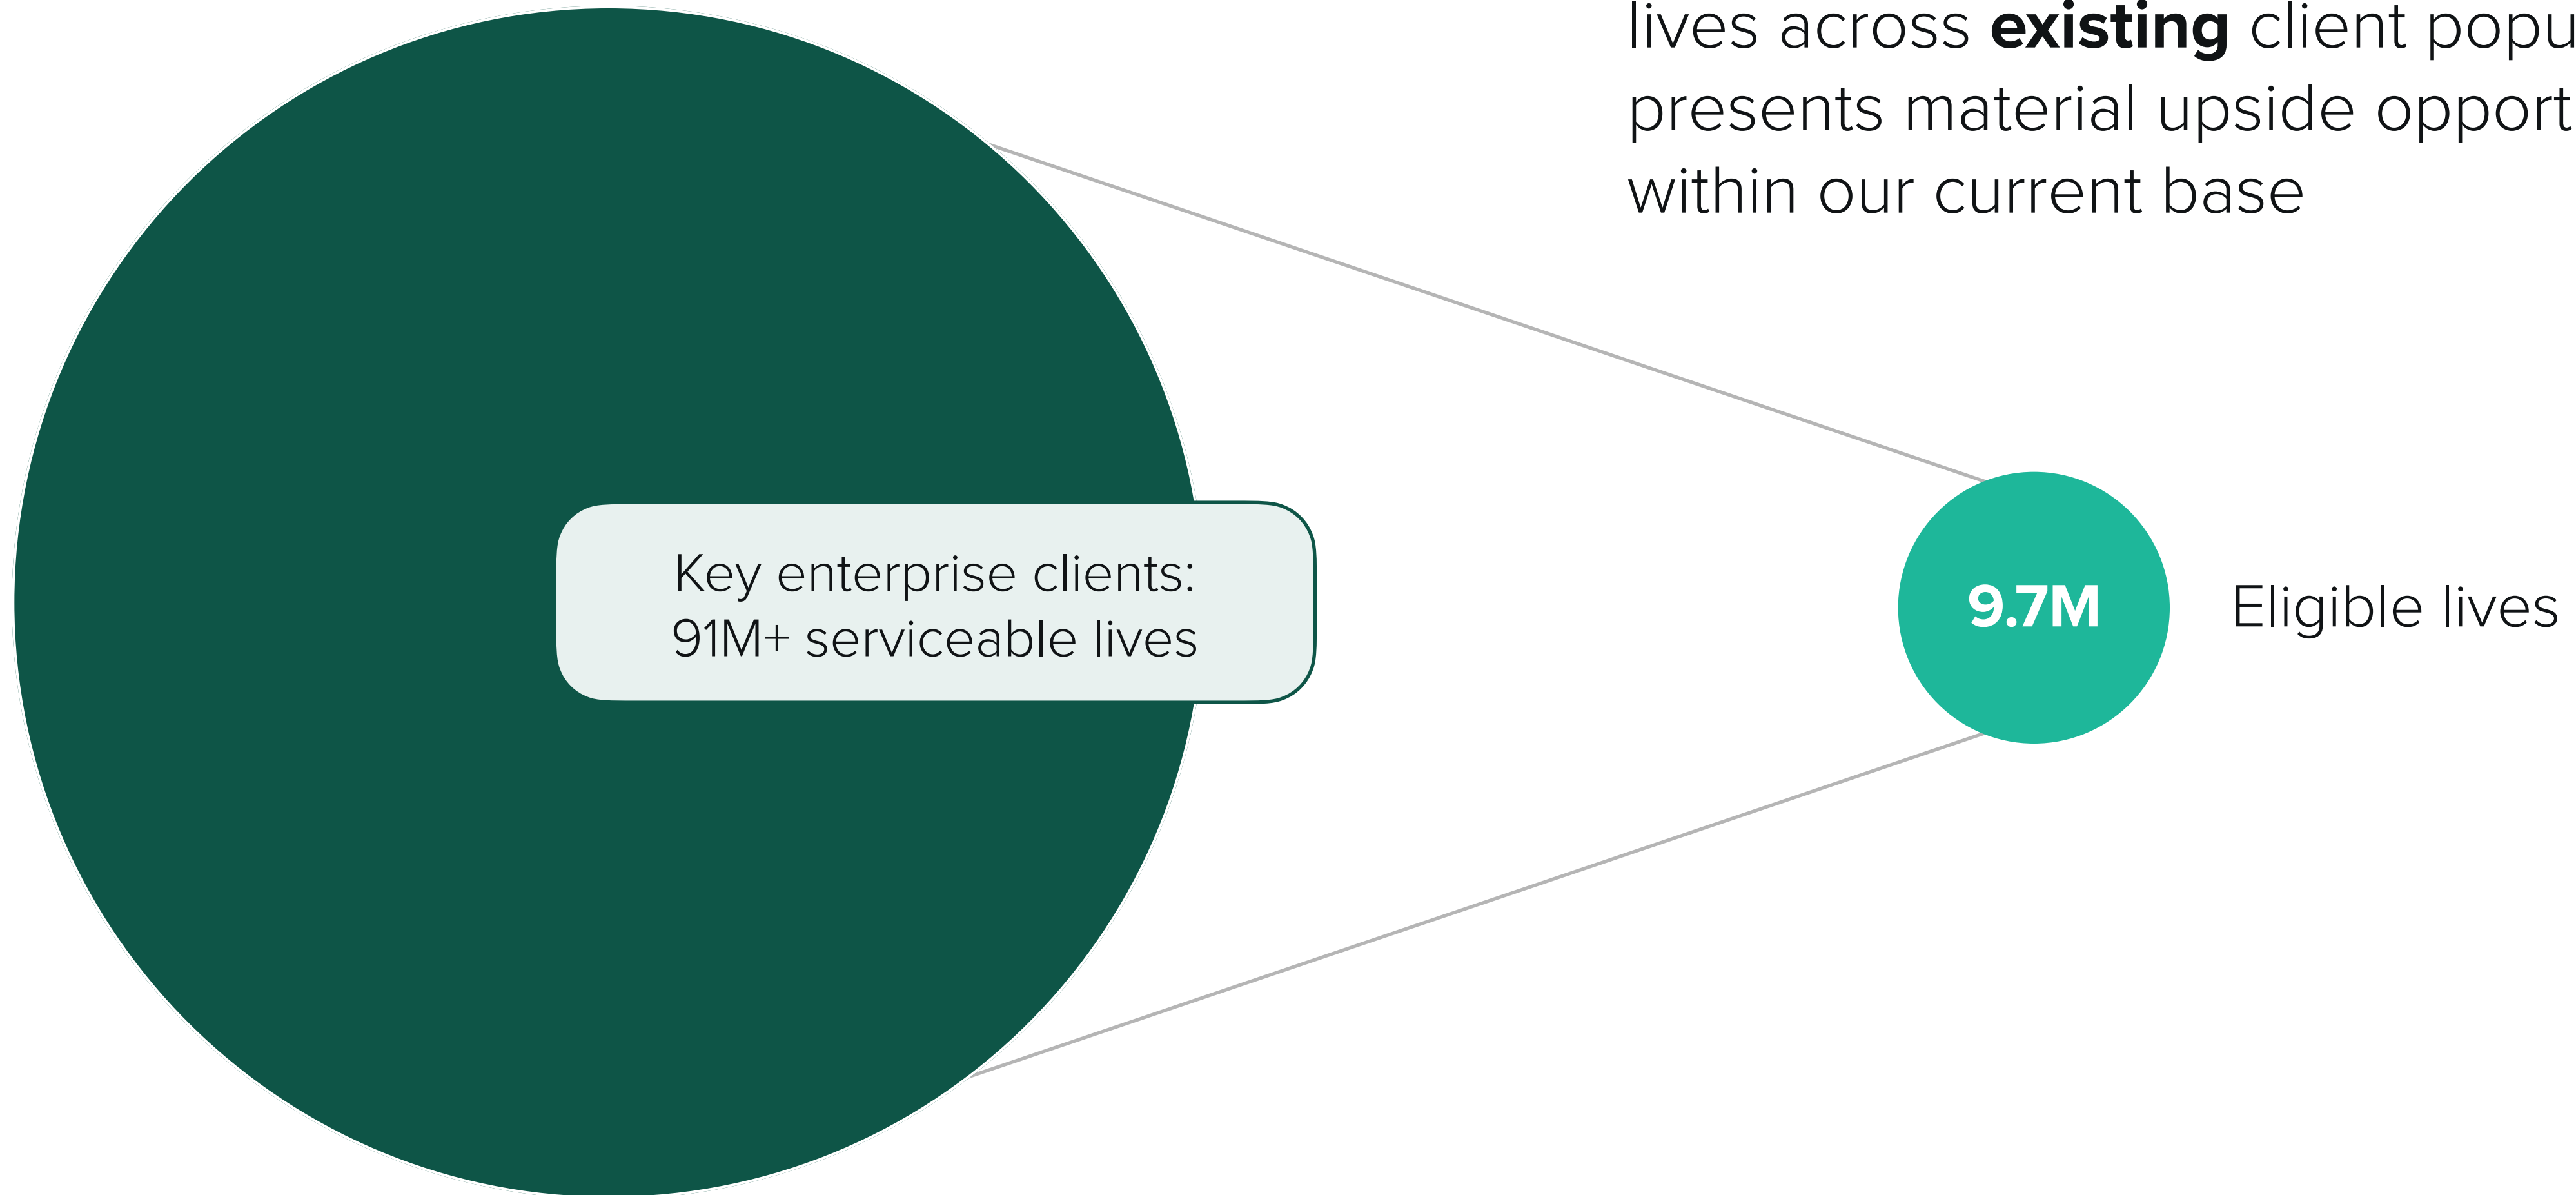 lives across existing client popu
presents material upside opport
within our current base
Key enterprise clients:
91M+ serviceable lives
9.7M
Eligible lives